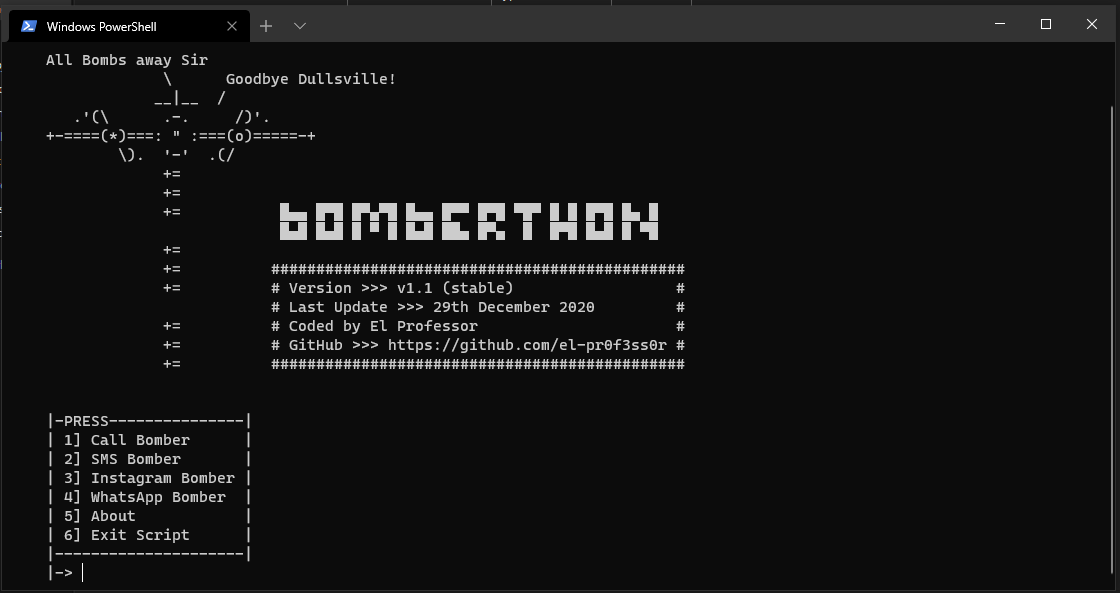 Windows PowerShell
All Bombs away Sir
               \      Goodbye Dullsville!
            __|__  /
   .'(\      .-.     /)'.
+-====(*)===: " :===(o)=====-+
        \).  '-'  .(/
+=
+=
+=
BOMBERTHON
+=
+=          ##############################################
+=          # Version >>> v1.1 (stable)                  #
# Last Update >>> 29th December 2020         #
+=          # Coded by El Professor                      #
+=          # GitHub >>> https://github.com/el-pr0f3ss0r #
+=          ##############################################
|-PRESS---------------|
| 1] Call Bomber      |
| 2] SMS Bomber       |
| 3] Instagram Bomber |
| 4] WhatsApp Bomber  |
| 5] About            |
| 6] Exit Script      |
|---------------------|
|->